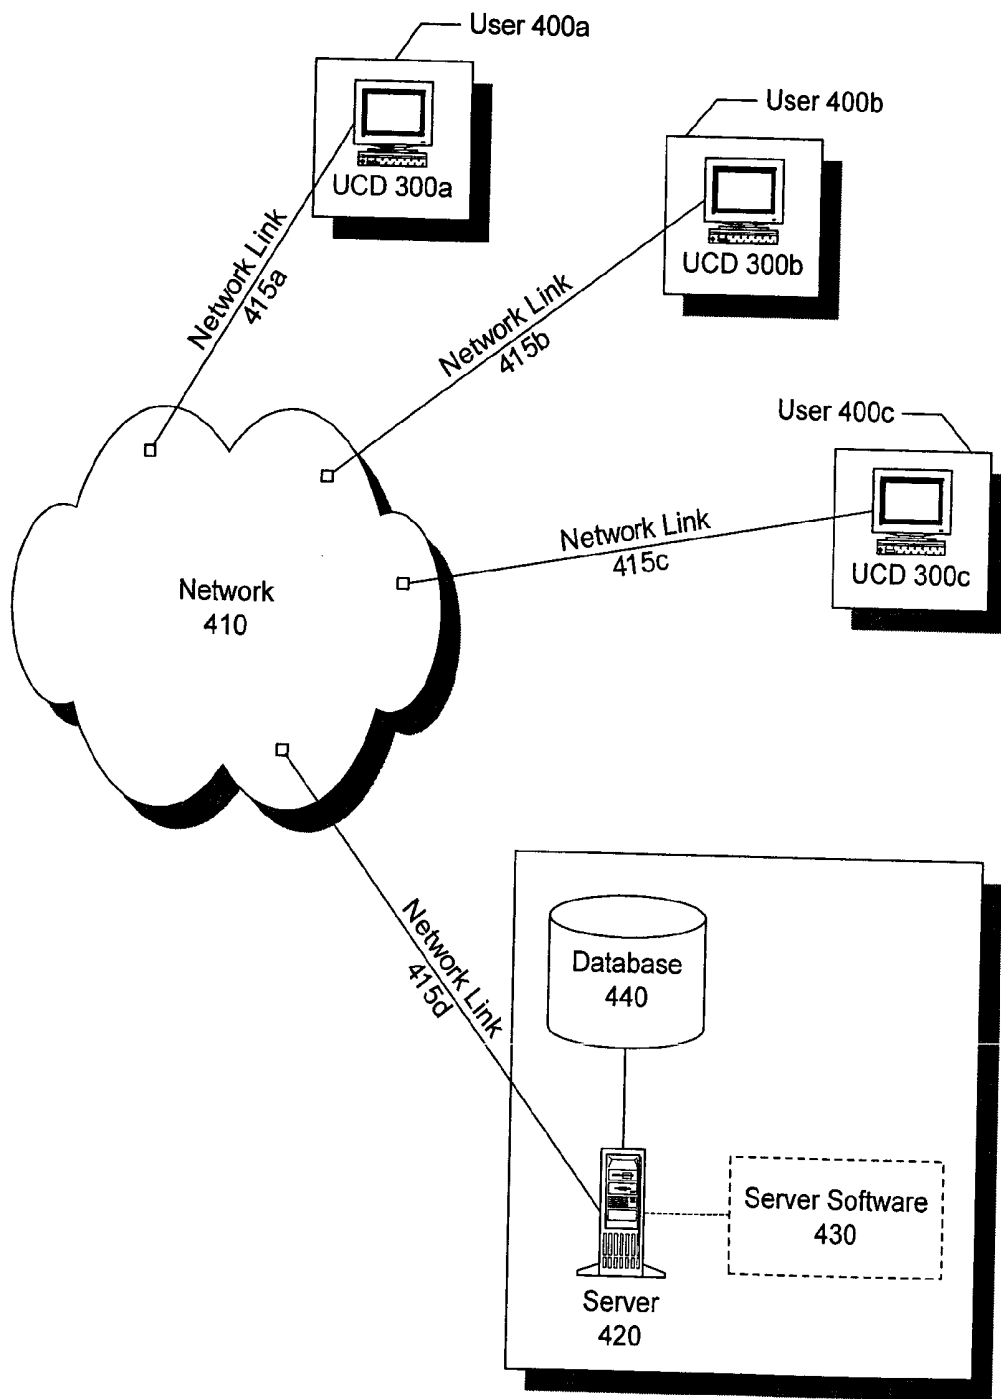 User 400a
UCD 300a
User 400b
UCD 300b
Network Link
415a
Network Link
415b
User 400c
UCD 300c
Network Link
415c
Network
410
Network Link
415d
Database
440
Server Software
430
Server
420